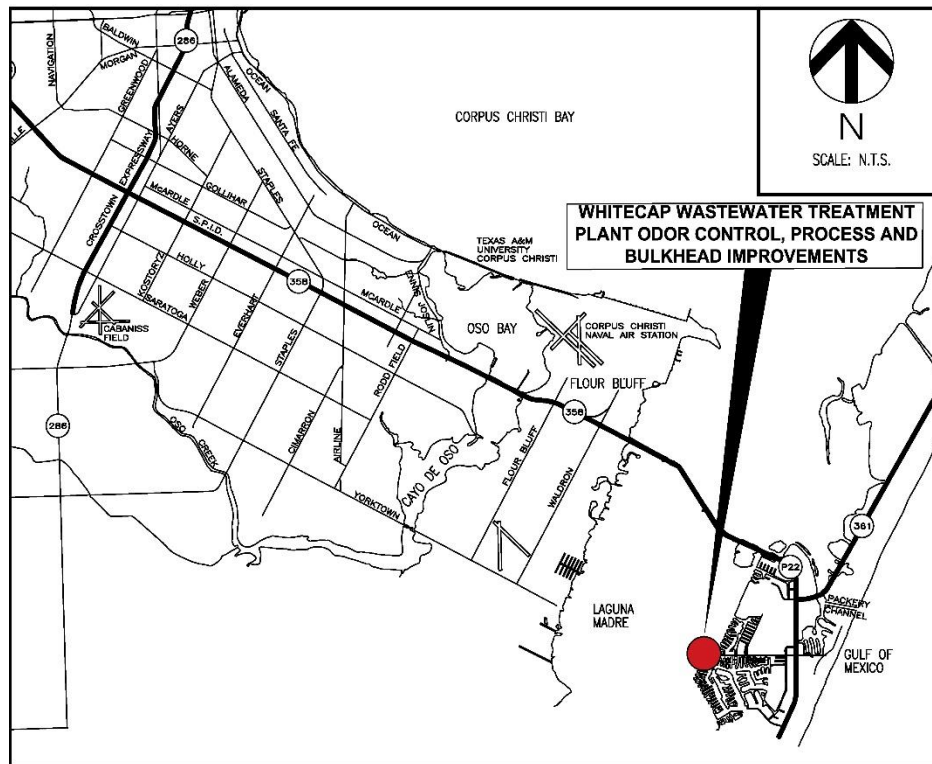 N
SCALE: N.T.S.
CORPUS CHRISTI BAY
WHITECAP WASTEWATER TREATMENT
PLANT ODOR CONTROL, PROCESS AND
BULKHEAD IMPROVEMENTS
NAVIGATION
BALDWIN
MORGAN
GREENWOOD
286
AYERS
ALAMEDA
OCEAN
SANTA FE
HORNE
CROSSTOWN EXPRESSWAY
McARDLE
GOLLIHAR
STAPLES
S.P.I.D.
OCEAN
TEXAS A&M
UNIVERSITY
CORPUS CHRISTI
358
KOSTORYZ
WEBER
HOLLY
SARATOGA
EVERHART
STAPLES
MCARDLE
ENNIS JOSLIN
OSO BAY
CORPUS CHRISTI
NAVAL AIR STATION
CABANISS
FIELD
RODD FIELD
FLOUR BLUFF
358
286
OSO
CREEK
CIMARRON
AIRLINE
CAYO DE OSO
YORKTOWN
FLOUR BLUFF
WALDRON
361
P22
PACKERY
CHANNEL
LAGUNA
MADRE
GULF OF
MEXICO